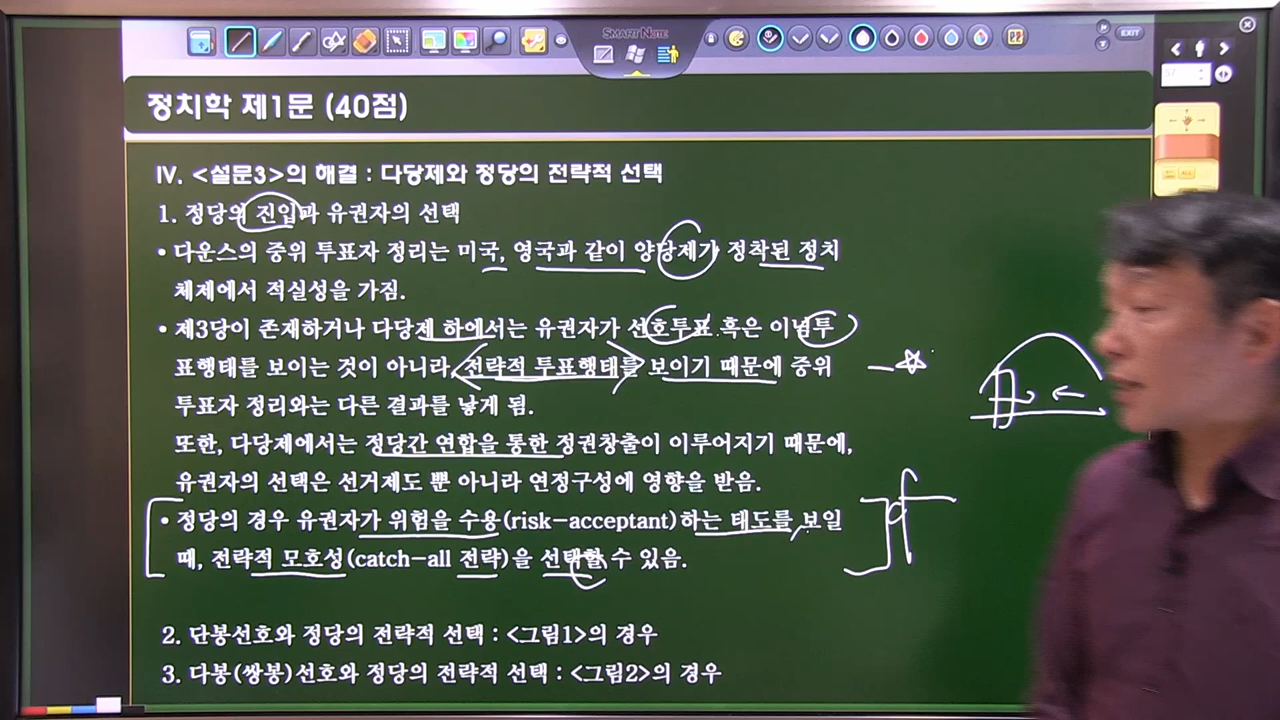 SMART NOTE
EXIT
57
정치학 제1문 (40점)
IV. <설문3>의 해결 : 다당제와 정당의 전략적 선택
1. 정당의 진입과 유권자의 선택
• 다운스의 중위 투표자 정리는 미국, 영국과 같이 양당제가 정착된 정치
체제에서 적실성을 가짐.
• 제3당이 존재하거나 다당제 하에서는 유권자가 선호투표 혹은 이념투
표행태를 보이는 것이 아니라, 전략적 투표행태를 보이기 때문에 중위
투표자 정리와는 다른 결과를 낳게 됨.
또한, 다당제에서는 정당간 연합을 통한 정권창출이 이루어지기 때문에,
유권자의 선택은 선거제도 뿐 아니라 연정구성에 영향을 받음.
• 정당의 경우 유권자가 위험을 수용(risk-acceptant)하는 태도를 보일
때, 전략적 모호성(catch-all 전략)을 선택할 수 있음.
2. 단봉선호와 정당의 전략적 선택 : <그림1>의 경우
3. 다봉(쌍봉)선호와 정당의 전략적 선택 : <그림2>의 경우